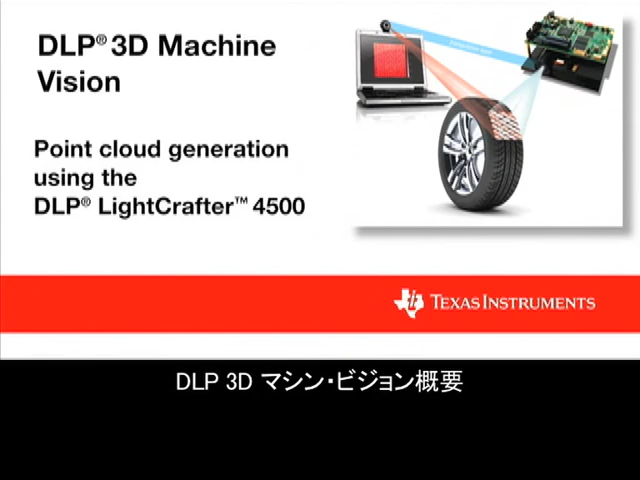 DLP® 3D Machine
Vision
Point cloud generation
using the
DLP® LightCrafter™ 4500
TEXAS INSTRUMENTS
DLP 3D マシン・ビジョン概要